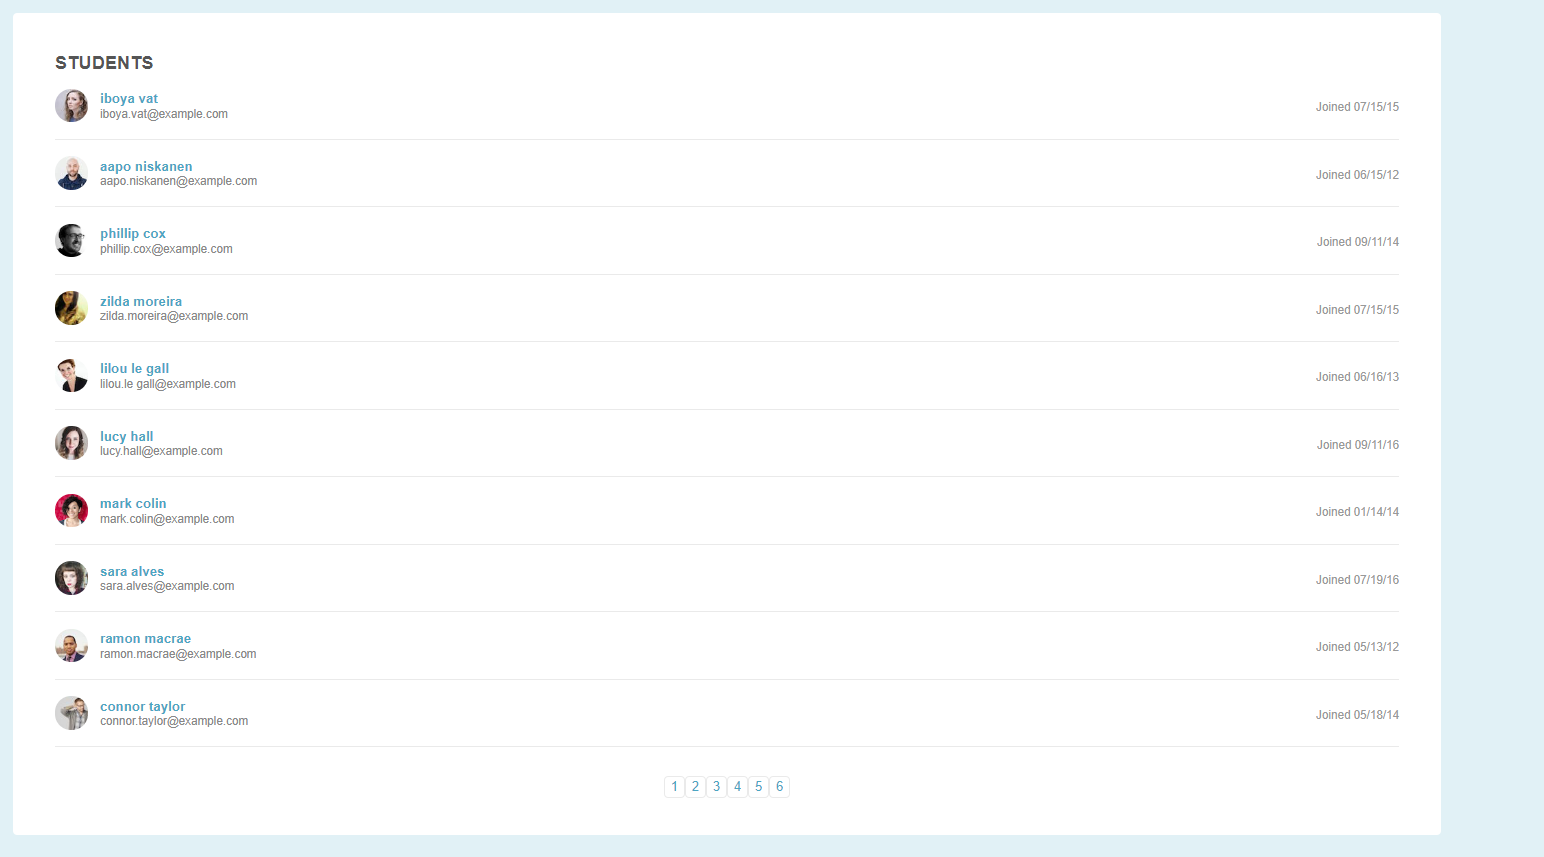 STUDENTS
iboya vat
iboya.vat@example.com
Joined 07/15/15
aapo niskanen
aapo.niskanen@example.com
Joined 06/15/12
phillip cox
phillip.cox@example.com
Joined 09/11/14
zilda moreira
zilda.moreira@example.com
Joined 07/15/15
lilou le gall
lilou.le gall@example.com
Joined 06/16/13
lucy hall
lucy.hall@example.com
Joined 09/11/16
mark colin
mark.colin@example.com
Joined 01/14/14
sara alves
sara.alves@example.com
Joined 07/19/16
ramon macrae
ramon.macrae@example.com
Joined 05/13/12
connor taylor
connor.taylor@example.com
Joined 05/18/14
1 2 3 4 5 6